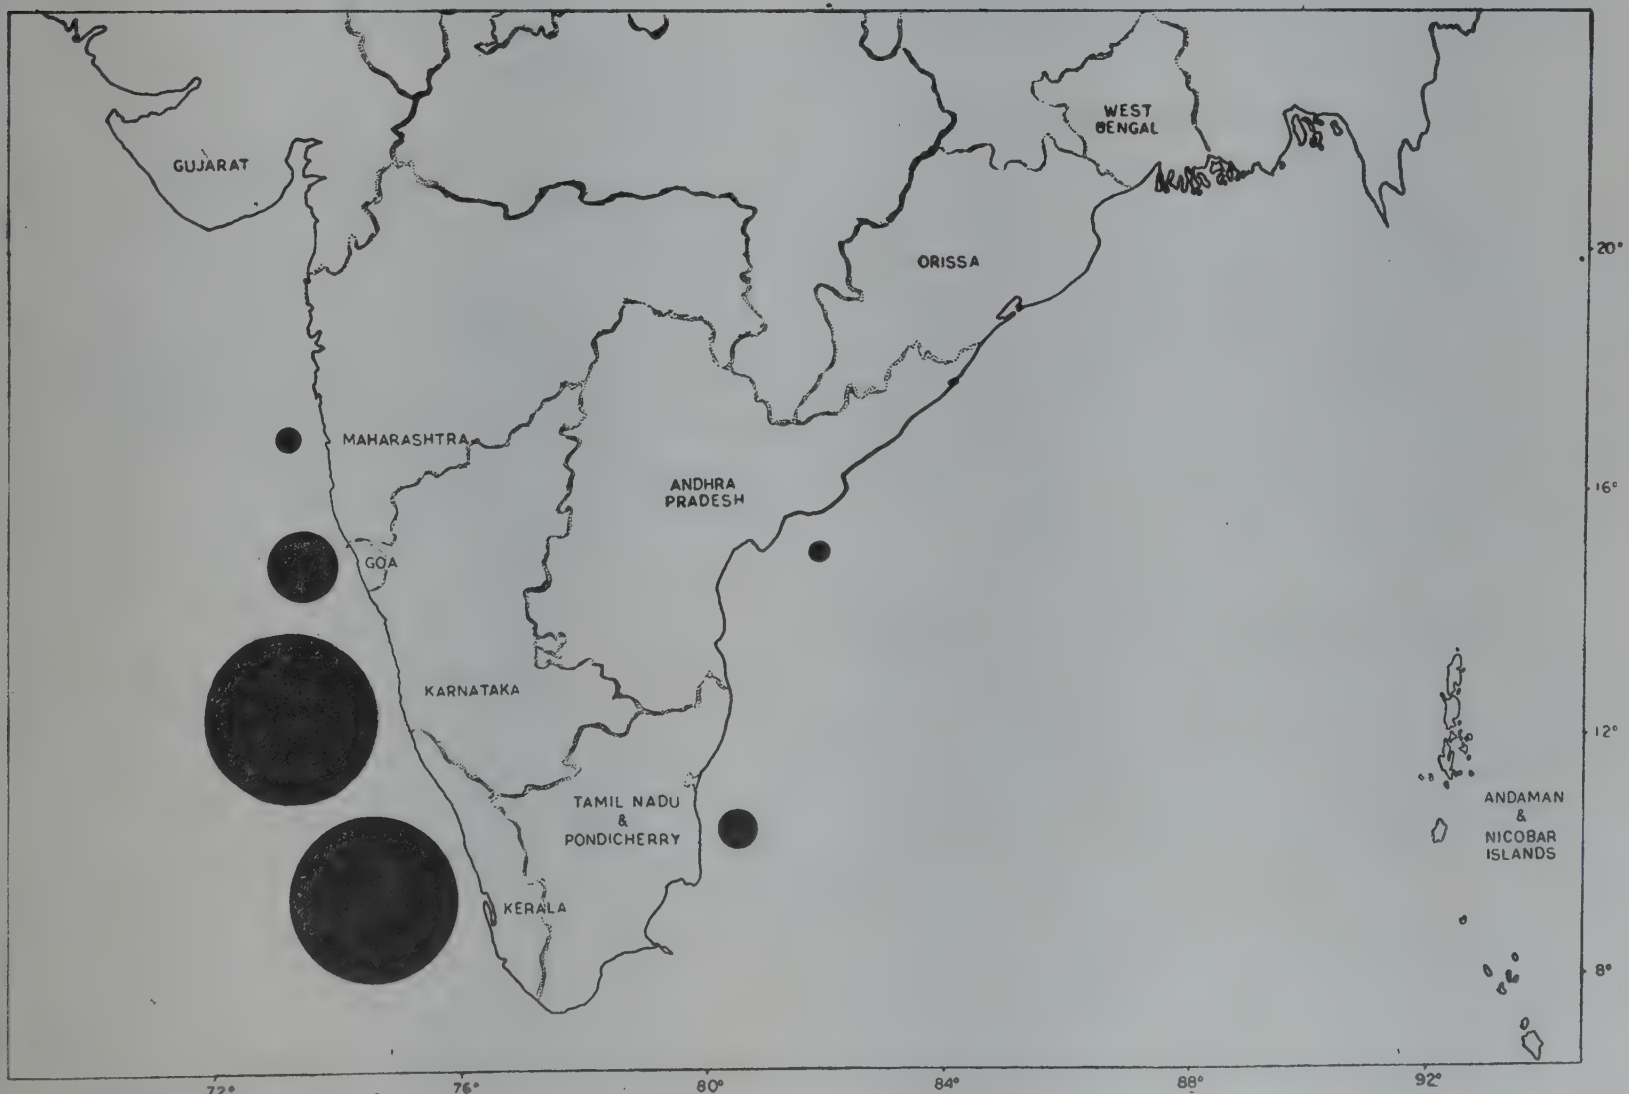 GUJARAT
WEST
BENGAL
ORISSA
20°
MAHARASHTRA
ANDHRA
PRADESH
16°
GOA
KARNATAKA
12°
TAMIL NADU
&
PONDICHERRY
ANDAMAN
&
NICOBAR
ISLANDS
KERALA
8°
72°
76°
80°
84°
88°
92°